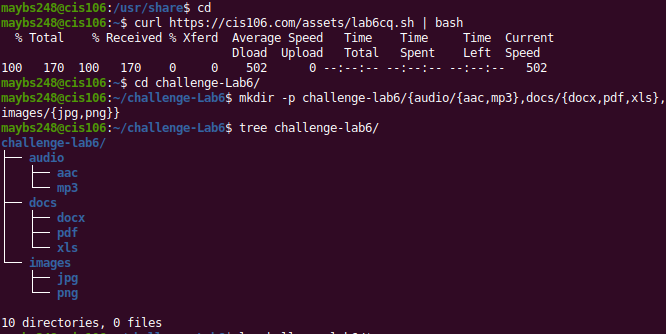 maybs248@cis106:/usr/share$ cd
maybs248@cis106:~$ curl https://cis106.com/assets/lab6cq.sh | bash
% Total % Received % Xferd Average Speed Time Time Time Current
Dload Upload Total Spent Left Speed
100 170 100 170 0 0 502 0 --:--:-- --:--:-- --:--:-- 502
maybs248@cis106:~$ cd challenge-Lab6/
maybs248@cis106:~/challenge-Lab6$ mkdir -p challenge-lab6/{audio/{aac,mp3},docs/{docx,pdf,xls},
images/{jpg,png}}
maybs248@cis106:~/challenge-Lab6$ tree challenge-lab6/
challenge-lab6/
├── audio
│   ├── aac
│   └── mp3
├── docs
│   ├── docx
│   ├── pdf
│   └── xls
└── images
    ├── jpg
    └── png
10 directories, 0 files